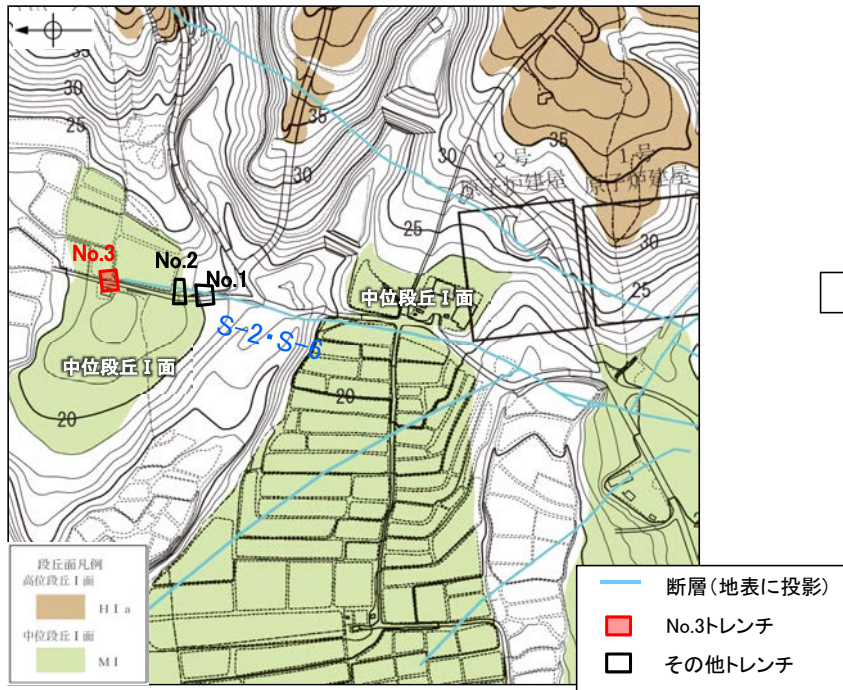 35
30
25
35
30
25
2号
原子炉建屋
1号
原子炉建屋
35
30
25
No.3
No.2
No.1
S-2・S-6
中位段丘Ⅰ面
中位段丘Ⅰ面
20
20
段丘面凡例
高位段丘Ⅰ面
HⅠa
中位段丘Ⅰ面
MⅠ
断層(地表に投影)
No.3トレンチ
その他トレンチ